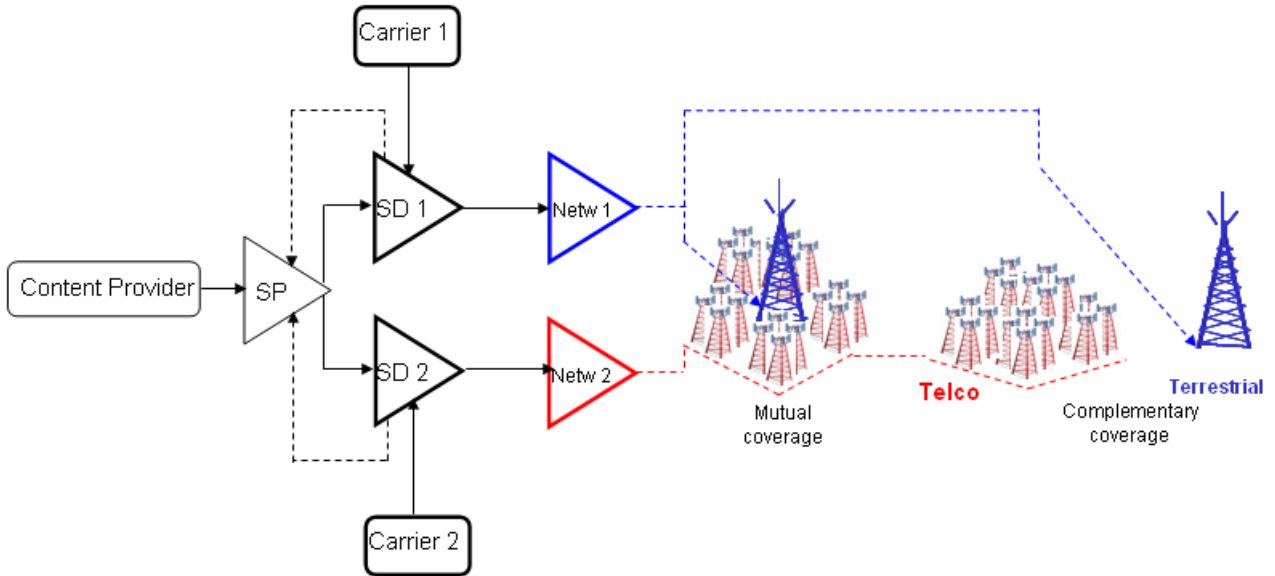 Carrier 1
SD 1
Netw 1
Content Provider
SP
SD 2
Netw 2
Telco
Terrestrial
Mutual
coverage
Complementary
coverage
Carrier 2